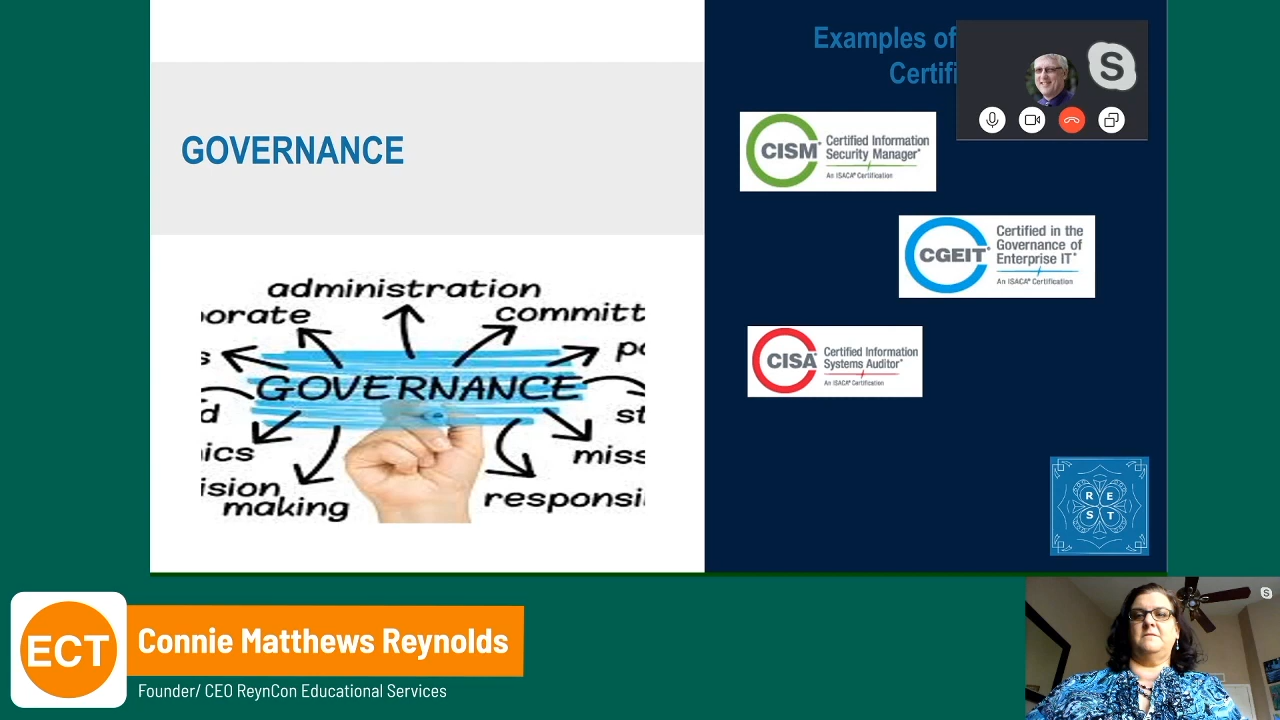 GOVERNANCE
administration
orate
committ
GOVERNANCE
ics
miss
ision
making
responsi
Examples of
Certifi
CISM
Certified Information
Security Manager®
An ISACA® Certification
CGEIT®
Certified in the
Governance of
Enterprise IT®
An ISACA® Certification
CISA®
Certified Information
Systems Auditor®
An ISACA® Certification
S
R E
S T
ECT
Connie Matthews Reynolds
Founder/ CEO ReynCon Educational Services